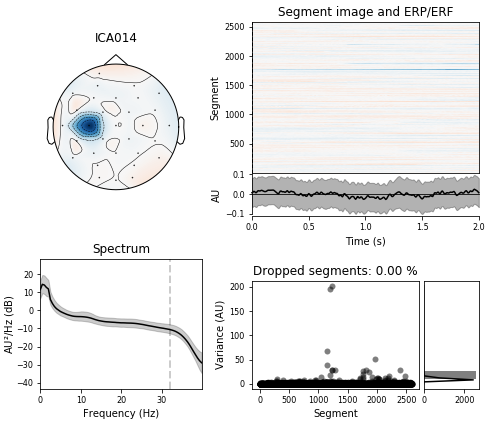 ICA014
Segment image and ERP/ERF
Segment
2500
2000
1500
1000
500
AU
0.1
0.0
−0.1
0.0 0.5 1.0 1.5 2.0
Time (s)
Spectrum
AU²/Hz (dB)
20
10
0
−10
−20
−30
−40
0 10 20 30
Frequency (Hz)
Dropped segments: 0.00 %
Variance (AU)
200
150
100
50
0
0 500 1000 1500 2000 2500
Segment
0 2000